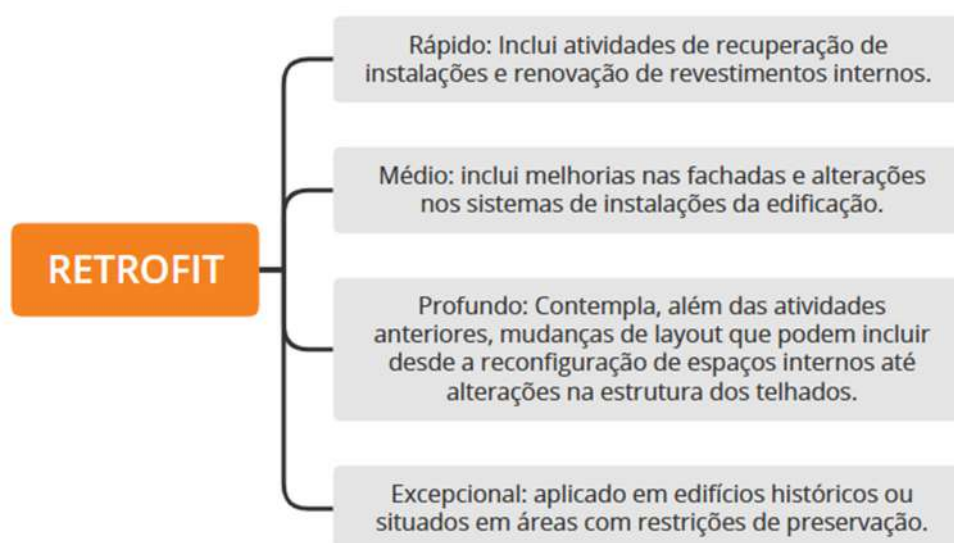 RETROFIT
Rápido: Inclui atividades de recuperação de
instalações e renovação de revestimentos internos.
Médio: inclui melhorias nas fachadas e alterações
nos sistemas de instalações da edificação.
Profundo: Contempla, além das atividades
anteriores, mudanças de layout que podem incluir
desde a reconfiguração de espaços internos até
alterações na estrutura dos telhados.
Excepcional: aplicado em edifícios históricos ou
situados em áreas com restrições de preservação.